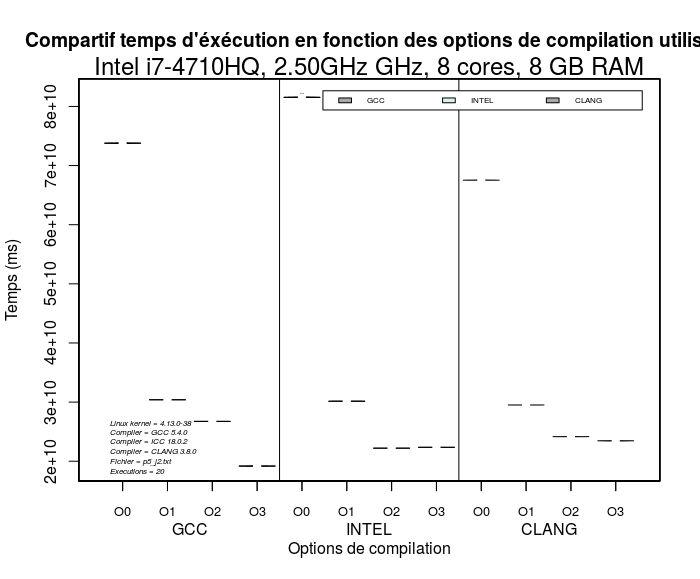 Compartif temps d'éxécution en fonction des options de compilation utilis
Intel i7-4710HQ, 2.50GHz GHz, 8 cores, 8 GB RAM
GCC INTEL CLANG
Temps (ms)
8e+10
7e+10
6e+10
5e+10
4e+10
3e+10
2e+10
Linux kernel = 4.13.0-38
Compiler = GCC 5.4.0
Compiler = ICC 18.0.2
Compiler = CLANG 3.8.0
Fichier = p5_j2.txt
Executions = 20
O0 O1 O2 O3 O0 O1 O2 O3 O0 O1 O2 O3
GCC INTEL CLANG
Options de compilation